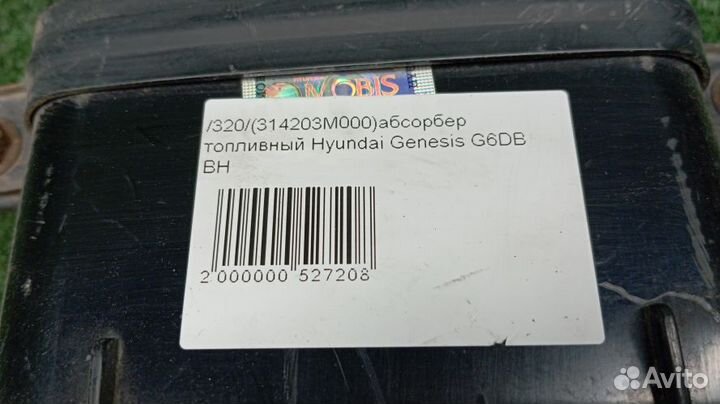 MOBIS
/320/(314203M000)абсорбер
топливный Hyundai Genesis G6DB
BH
2 000000 527208
Avito